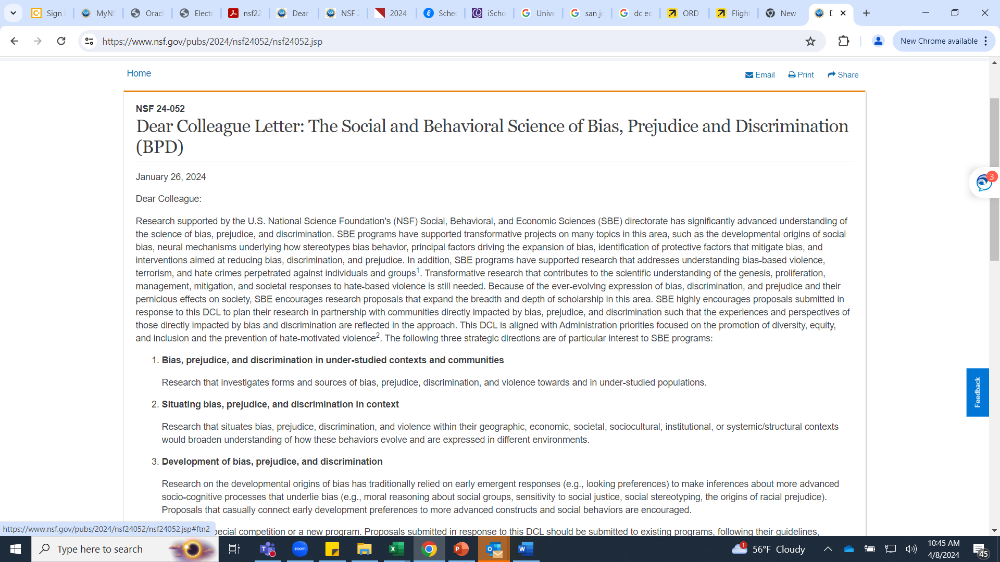 Sign i
MyNS
Oracl
Electr
nsf22
Dear
NSF 2
2024
Sched
iScho
Unive
san jo
dc ec
ORD
Flight
New
D
https://www.nsf.gov/pubs/2024/nsf24052/nsf24052.jsp
New Chrome available
Home
Email
Print
Share
NSF 24-052
Dear Colleague Letter: The Social and Behavioral Science of Bias, Prejudice and Discrimination
(BPD)
January 26, 2024
3
Dear Colleague:
Research supported by the U.S. National Science Foundation's (NSF) Social, Behavioral, and Economic Sciences (SBE) directorate has significantly advanced understanding of
the science of bias, prejudice, and discrimination. SBE programs have supported transformative projects on many topics in this area, such as the developmental origins of social
bias, neural mechanisms underlying how stereotypes bias behavior, principal factors driving the expansion of bias, identification of protective factors that mitigate bias, and
interventions aimed at reducing bias, discrimination, and prejudice. In addition, SBE programs have supported research that addresses understanding bias-based violence,
terrorism, and hate crimes perpetrated against individuals and groups1. Transformative research that contributes to the scientific understanding of the genesis, proliferation,
management, mitigation, and societal responses to hate-based violence is still needed. Because of the ever-evolving expression of bias, discrimination, and prejudice and their
pernicious effects on society, SBE encourages research proposals that expand the breadth and depth of scholarship in this area. SBE highly encourages proposals submitted in
response to this DCL to plan their research in partnership with communities directly impacted by bias, prejudice, and discrimination such that the experiences and perspectives of
those directly impacted by bias and discrimination are reflected in the approach. This DCL is aligned with Administration priorities focused on the promotion of diversity, equity,
and inclusion and the prevention of hate-motivated violence2. The following three strategic directions are of particular interest to SBE programs:
1. Bias, prejudice, and discrimination in under-studied contexts and communities
Research that investigates forms and sources of bias, prejudice, discrimination, and violence towards and in under-studied populations.
Feedback
2. Situating bias, prejudice, and discrimination in context
Research that situates bias, prejudice, discrimination, and violence within their geographic, economic, societal, sociocultural, institutional, or systemic/structural contexts
would broaden understanding of how these behaviors evolve and are expressed in different environments.
3. Development of bias, prejudice, and discrimination
Research on the developmental origins of bias has traditionally relied on early emergent responses (e.g., looking preferences) to make inferences about more advanced
socio-cognitive processes that underlie bias (e.g., moral reasoning about social groups, sensitivity to social justice, social stereotyping, the origins of racial prejudice).
Proposals that casually connect early development preferences to more advanced constructs and social behaviors are encouraged.
https://www.nsf.gov/pubs/2024/nsf24052/nsf24052.jsp#ftn2
pecial competition or a new program. Proposals submitted in response to this DCL should be submitted to existing programs, following their guidelines,
Type here to search
zoom
1
56°F Cloudy
10:45 AM
4/8/2024
45